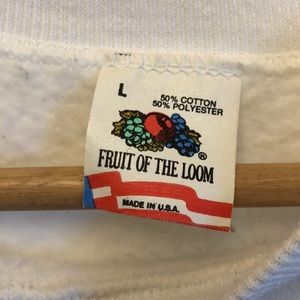 L
50% COTTON
50% POLYESTER
®
FRUIT OF THE LOOM
MADE IN U.S.A.